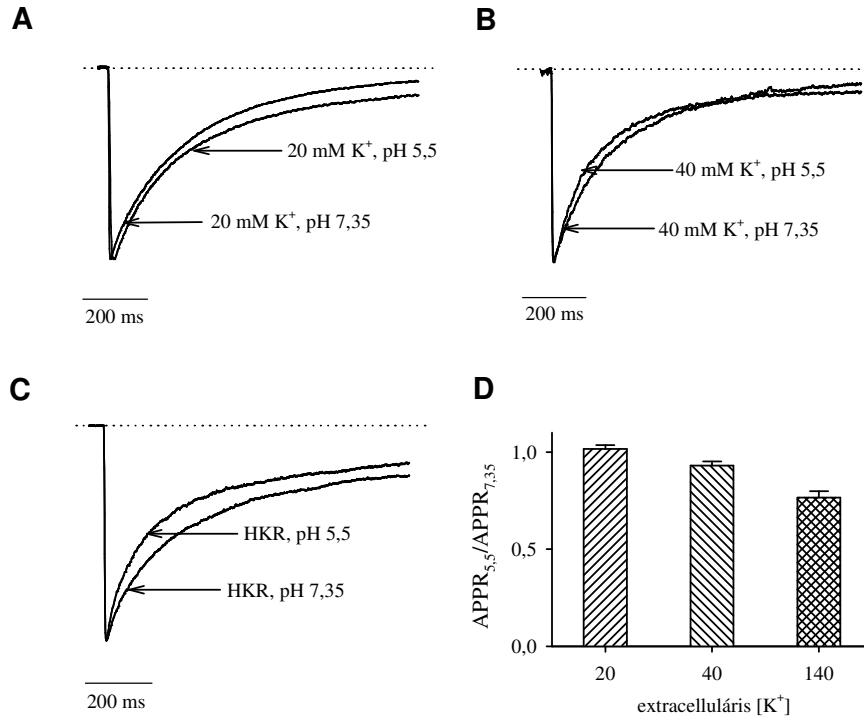 A
20 mM K⁺, pH 5,5
20 mM K⁺, pH 7,35
200 ms
B
40 mM K⁺, pH 5,5
40 mM K⁺, pH 7,35
200 ms
C
HKR, pH 5,5
HKR, pH 7,35
200 ms
D
APPR₅,₅/APPR₇,₃₅
1,0
0,5
0,0
20 40 140
extracelluláris [K⁺]